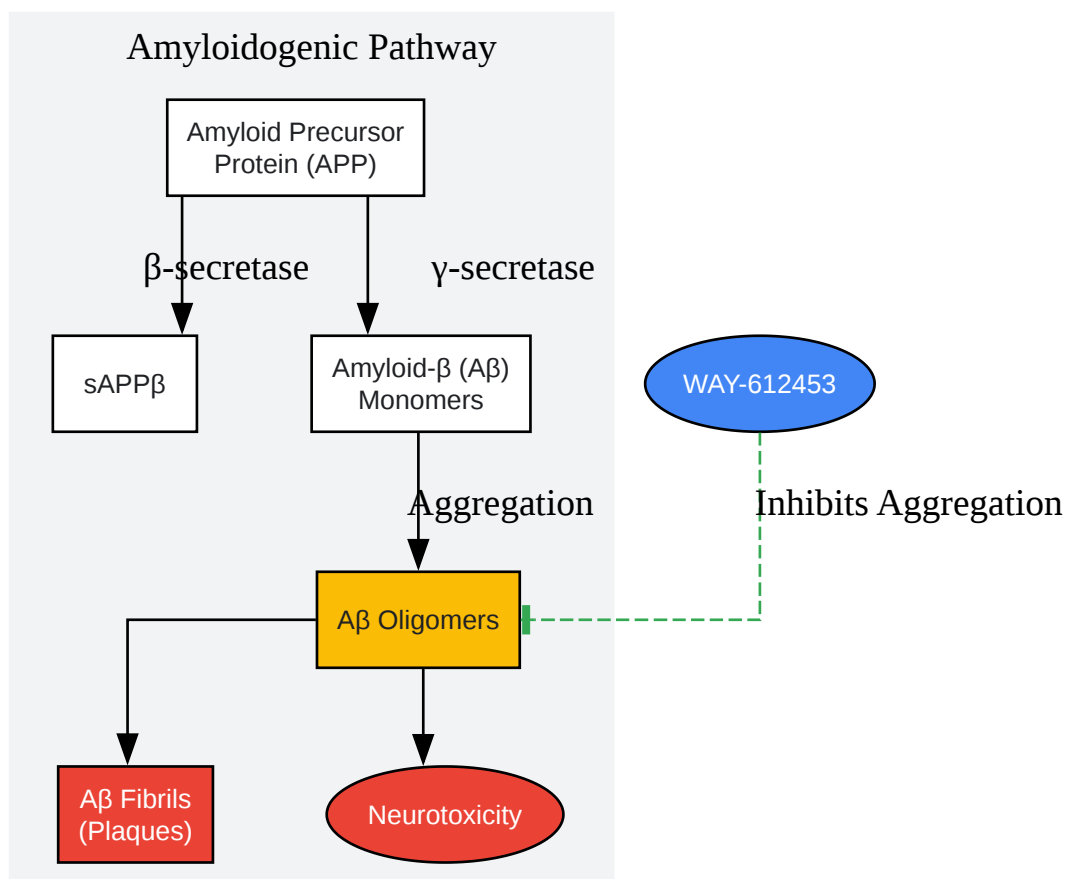 Amyloidogenic Pathway
Amyloid Precursor
Protein (APP)
β-secretase
γ-secretase
sAPPβ
Amyloid-β (Aβ)
Monomers
WAY-612453
Aggregation
Inhibits Aggregation
Aβ Oligomers
Aβ Fibrils
(Plaques)
Neurotoxicity